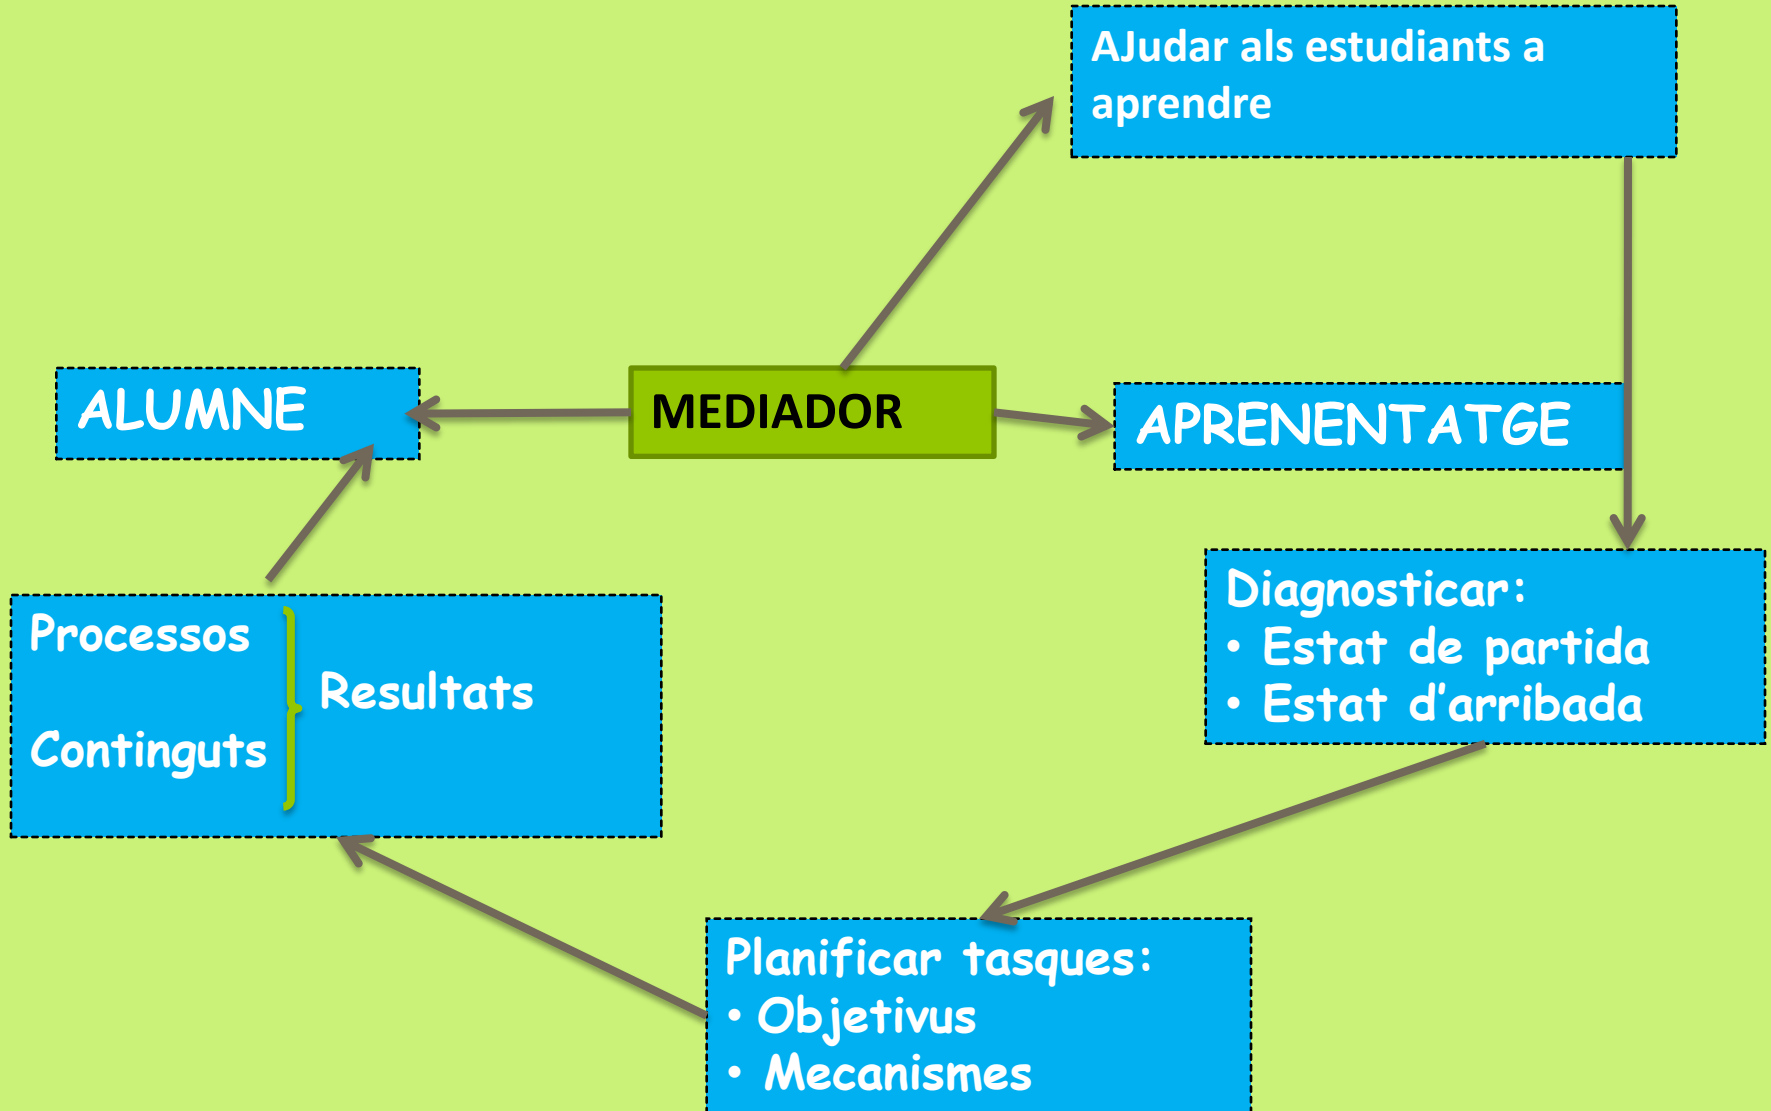 AJudar als estudiants a
aprendre
ALUMNE
MEDIADOR
APRENENTATGE
Diagnosticar:
• Estat de partida
• Estat d’arribada
Processos
Resultats
Continguts
Planificar tasques:
• Objetivus
• Mecanismes